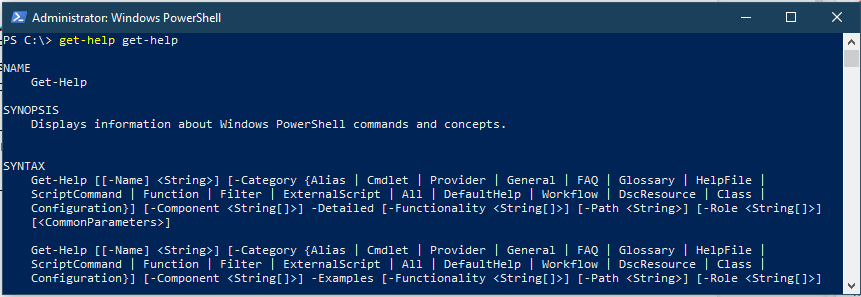 Administrator: Windows PowerShell
PS C:\> get-help get-help
NAME
Get-Help
SYNOPSIS
Displays information about Windows PowerShell commands and concepts.
SYNTAX
Get-Help [[-Name] <String>] [-Category {Alias | Cmdlet | Provider | General | FAQ | Glossary | HelpFile |
ScriptCommand | Function | Filter | ExternalScript | All | DefaultHelp | Workflow | DscResource | Class |
Configuration}] [-Component <String[]>] -Detailed [-Functionality <String[]>] [-Path <String>] [-Role <String[]>]
[<CommonParameters>]
Get-Help [[-Name] <String>] [-Category {Alias | Cmdlet | Provider | General | FAQ | Glossary | HelpFile |
ScriptCommand | Function | Filter | ExternalScript | All | DefaultHelp | Workflow | DscResource | Class |
Configuration}] [-Component <String[]>] -Examples [-Functionality <String[]>] [-Path <String>] [-Role <String[]>]